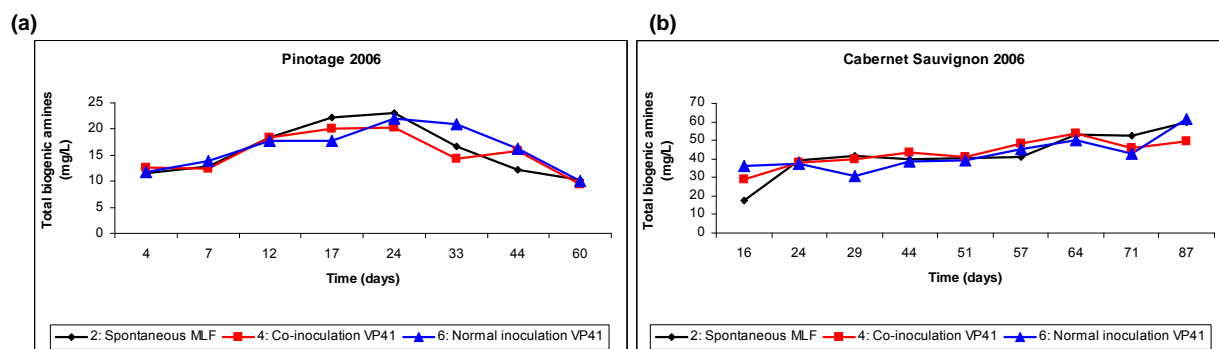 (a)
Pinotage 2006
Total biogenic amines
(mg/L)
25
20
15
10
5
0
4 7 12 17 24 33 44 60
Time (days)
2: Spontaneous MLF 4: Co-inoculation VP41 6: Normal inoculation VP41
(b)
Cabernet Sauvignon 2006
Total biogenic amines
(mg/L)
70
60
50
40
30
20
10
0
16 24 29 44 51 57 64 71 87
Time (days)
2: Spontaneous MLF 4: Co-inoculation VP41 6: Normal inoculation VP41